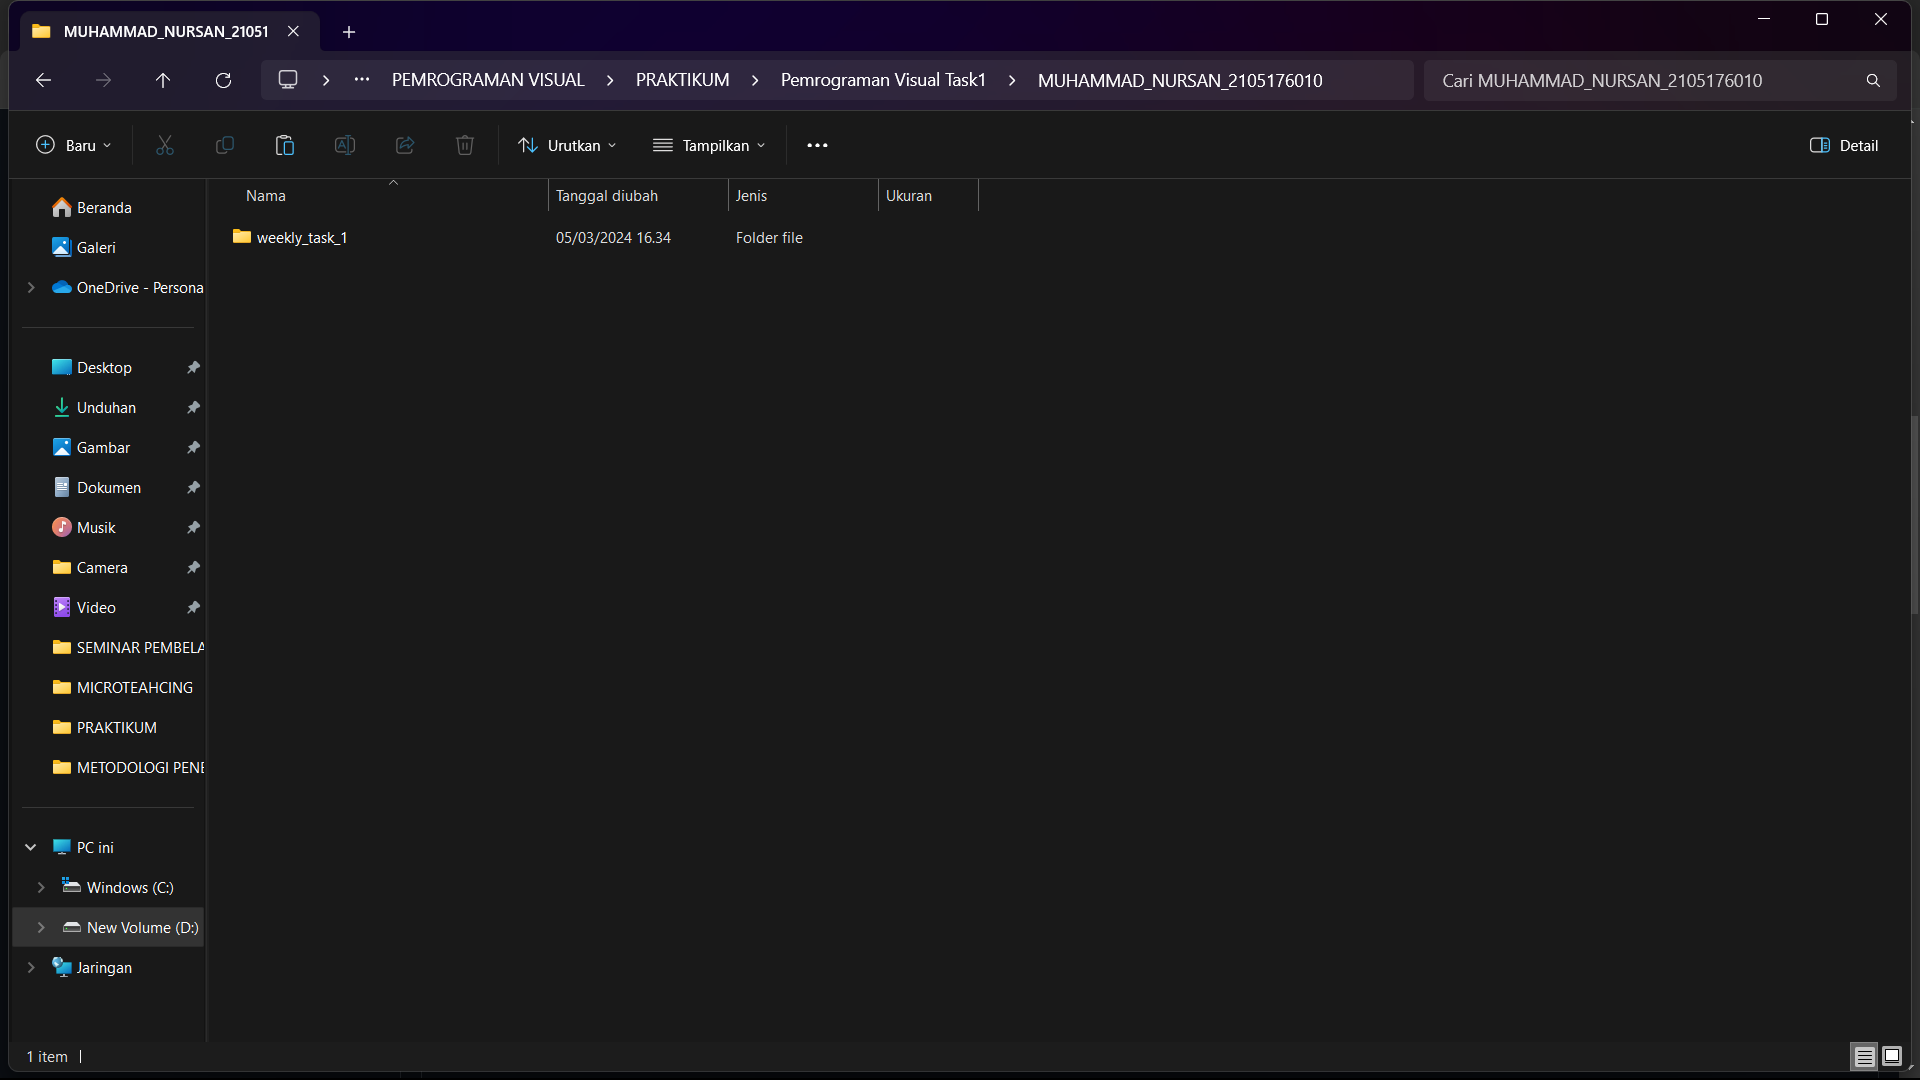 MUHAMMAD_NURSAN_21051
PEMROGRAMAN VISUAL > PRAKTIKUM > Pemrograman Visual Task1 > MUHAMMAD_NURSAN_2105176010
Cari MUHAMMAD_NURSAN_2105176010
Baru
Urutkan
Tampilkan
Detail
Nama Tanggal diubah Jenis Ukuran
weekly_task_1 05/03/2024 16.34 Folder file
Beranda
Galeri
OneDrive - Persona
Desktop
Unduhan
Gambar
Dokumen
Musik
Camera
Video
SEMINAR PEMBELA
MICROTEAHCING
PRAKTIKUM
METODOLOGI PENE
PC ini
Windows (C:)
New Volume (D:)
Jaringan
1 item